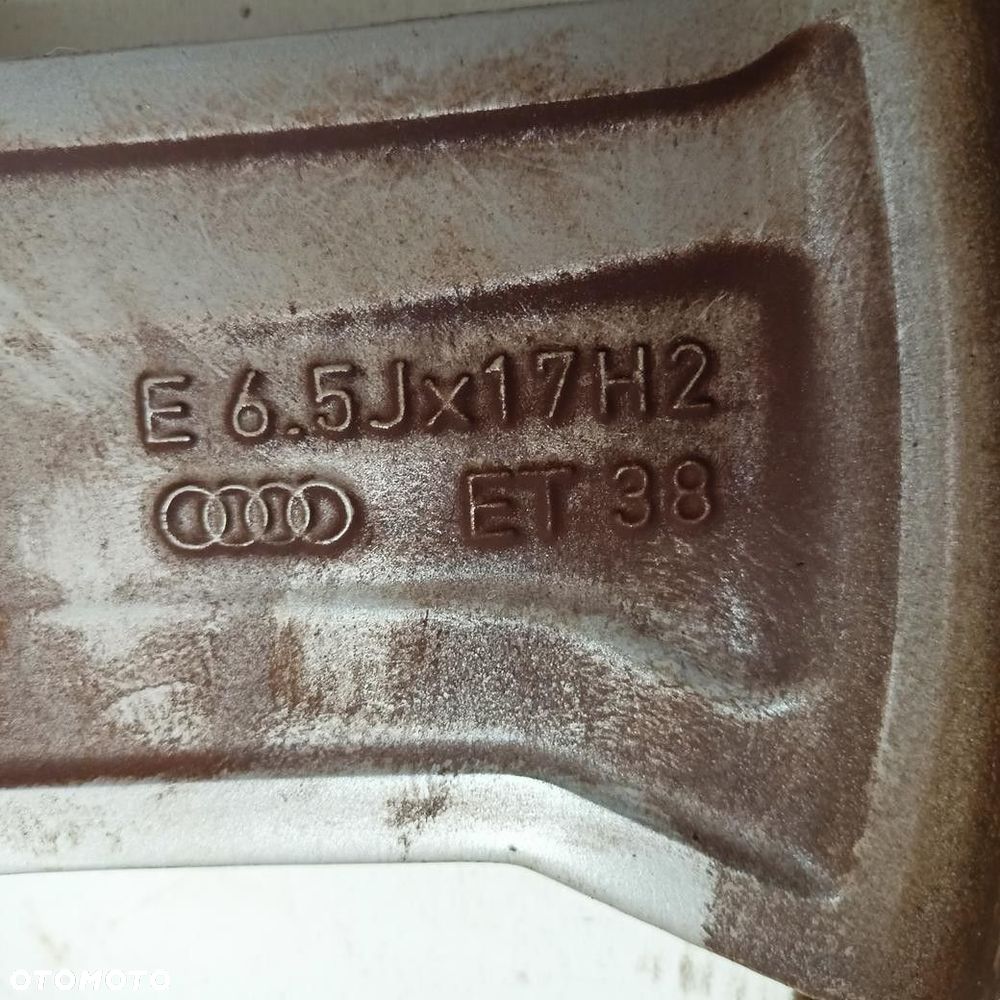 E 6.5Jx17H2
ET 38
OTOMOTO